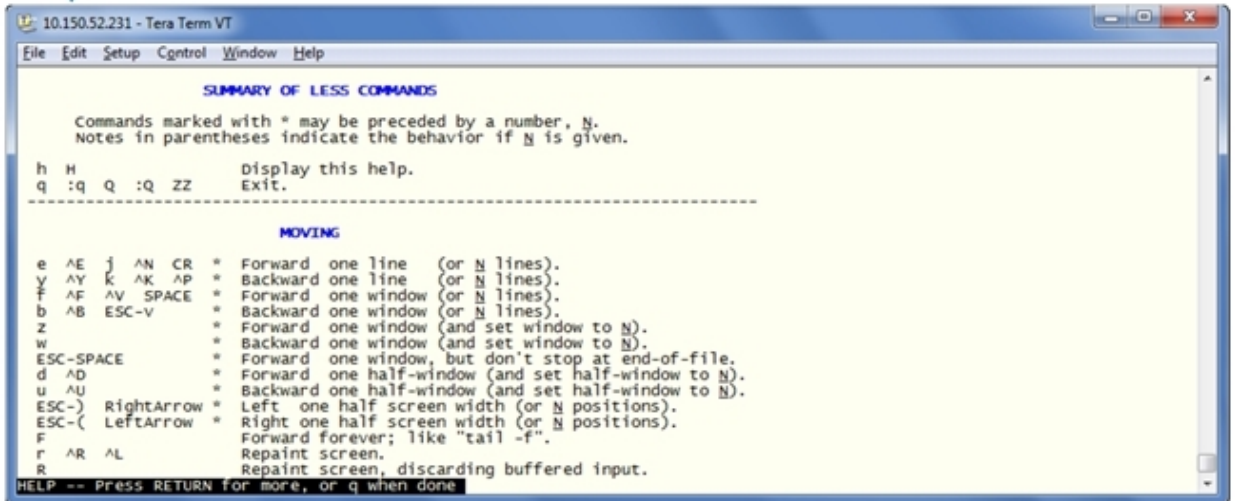 10.150.52.231 - Tera Term VT
File Edit Setup Control Window Help
SUMMARY OF LESS COMMANDS
Commands marked with * may be preceded by a number, N.
Notes in parentheses indicate the behavior if N is given.
h H Display this help.
q :q Q :Q ZZ Exit.
---------------------------------------------------------------------------
MOVING
e ^E j ^N CR * Forward one line (or N lines).
y ^Y k ^K ^P * Backward one line (or N lines).
f ^F ^V SPACE * Forward one window (or N lines).
b ^B ESC-v * Backward one window (or N lines).
z * Forward one window (and set window to N).
w * Backward one window (and set window to N).
ESC-SPACE * Forward one window, but don't stop at end-of-file.
d ^D * Forward one half-window (and set half-window to N).
u ^U * Backward one half-window (and set half-window to N).
ESC-) RightArrow * Left one half screen width (or N positions).
ESC-( LeftArrow * Right one half screen width (or N positions).
F Forward forever; like "tail -f".
r ^R ^L Repaint screen.
R Repaint screen, discarding buffered input.
HELP -- Press RETURN for more, or q when done